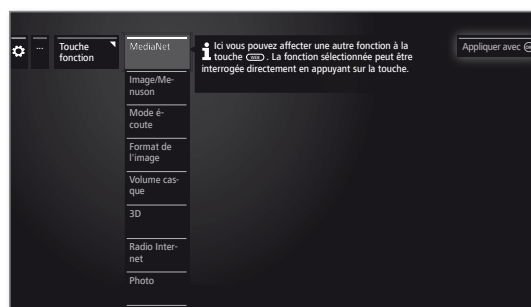 ...
Touche
fonction
MediaNet
Ici vous pouvez affecter une autre fonction à la
touche WEB . La fonction sélectionnée peut être
interrogée directement en appuyant sur la touche.
Appliquer avec
Image/Me-
nuson
Mode é-
coute
Format de
l'image
Volume cas-
que
3D
Radio Inter-
net
Photo